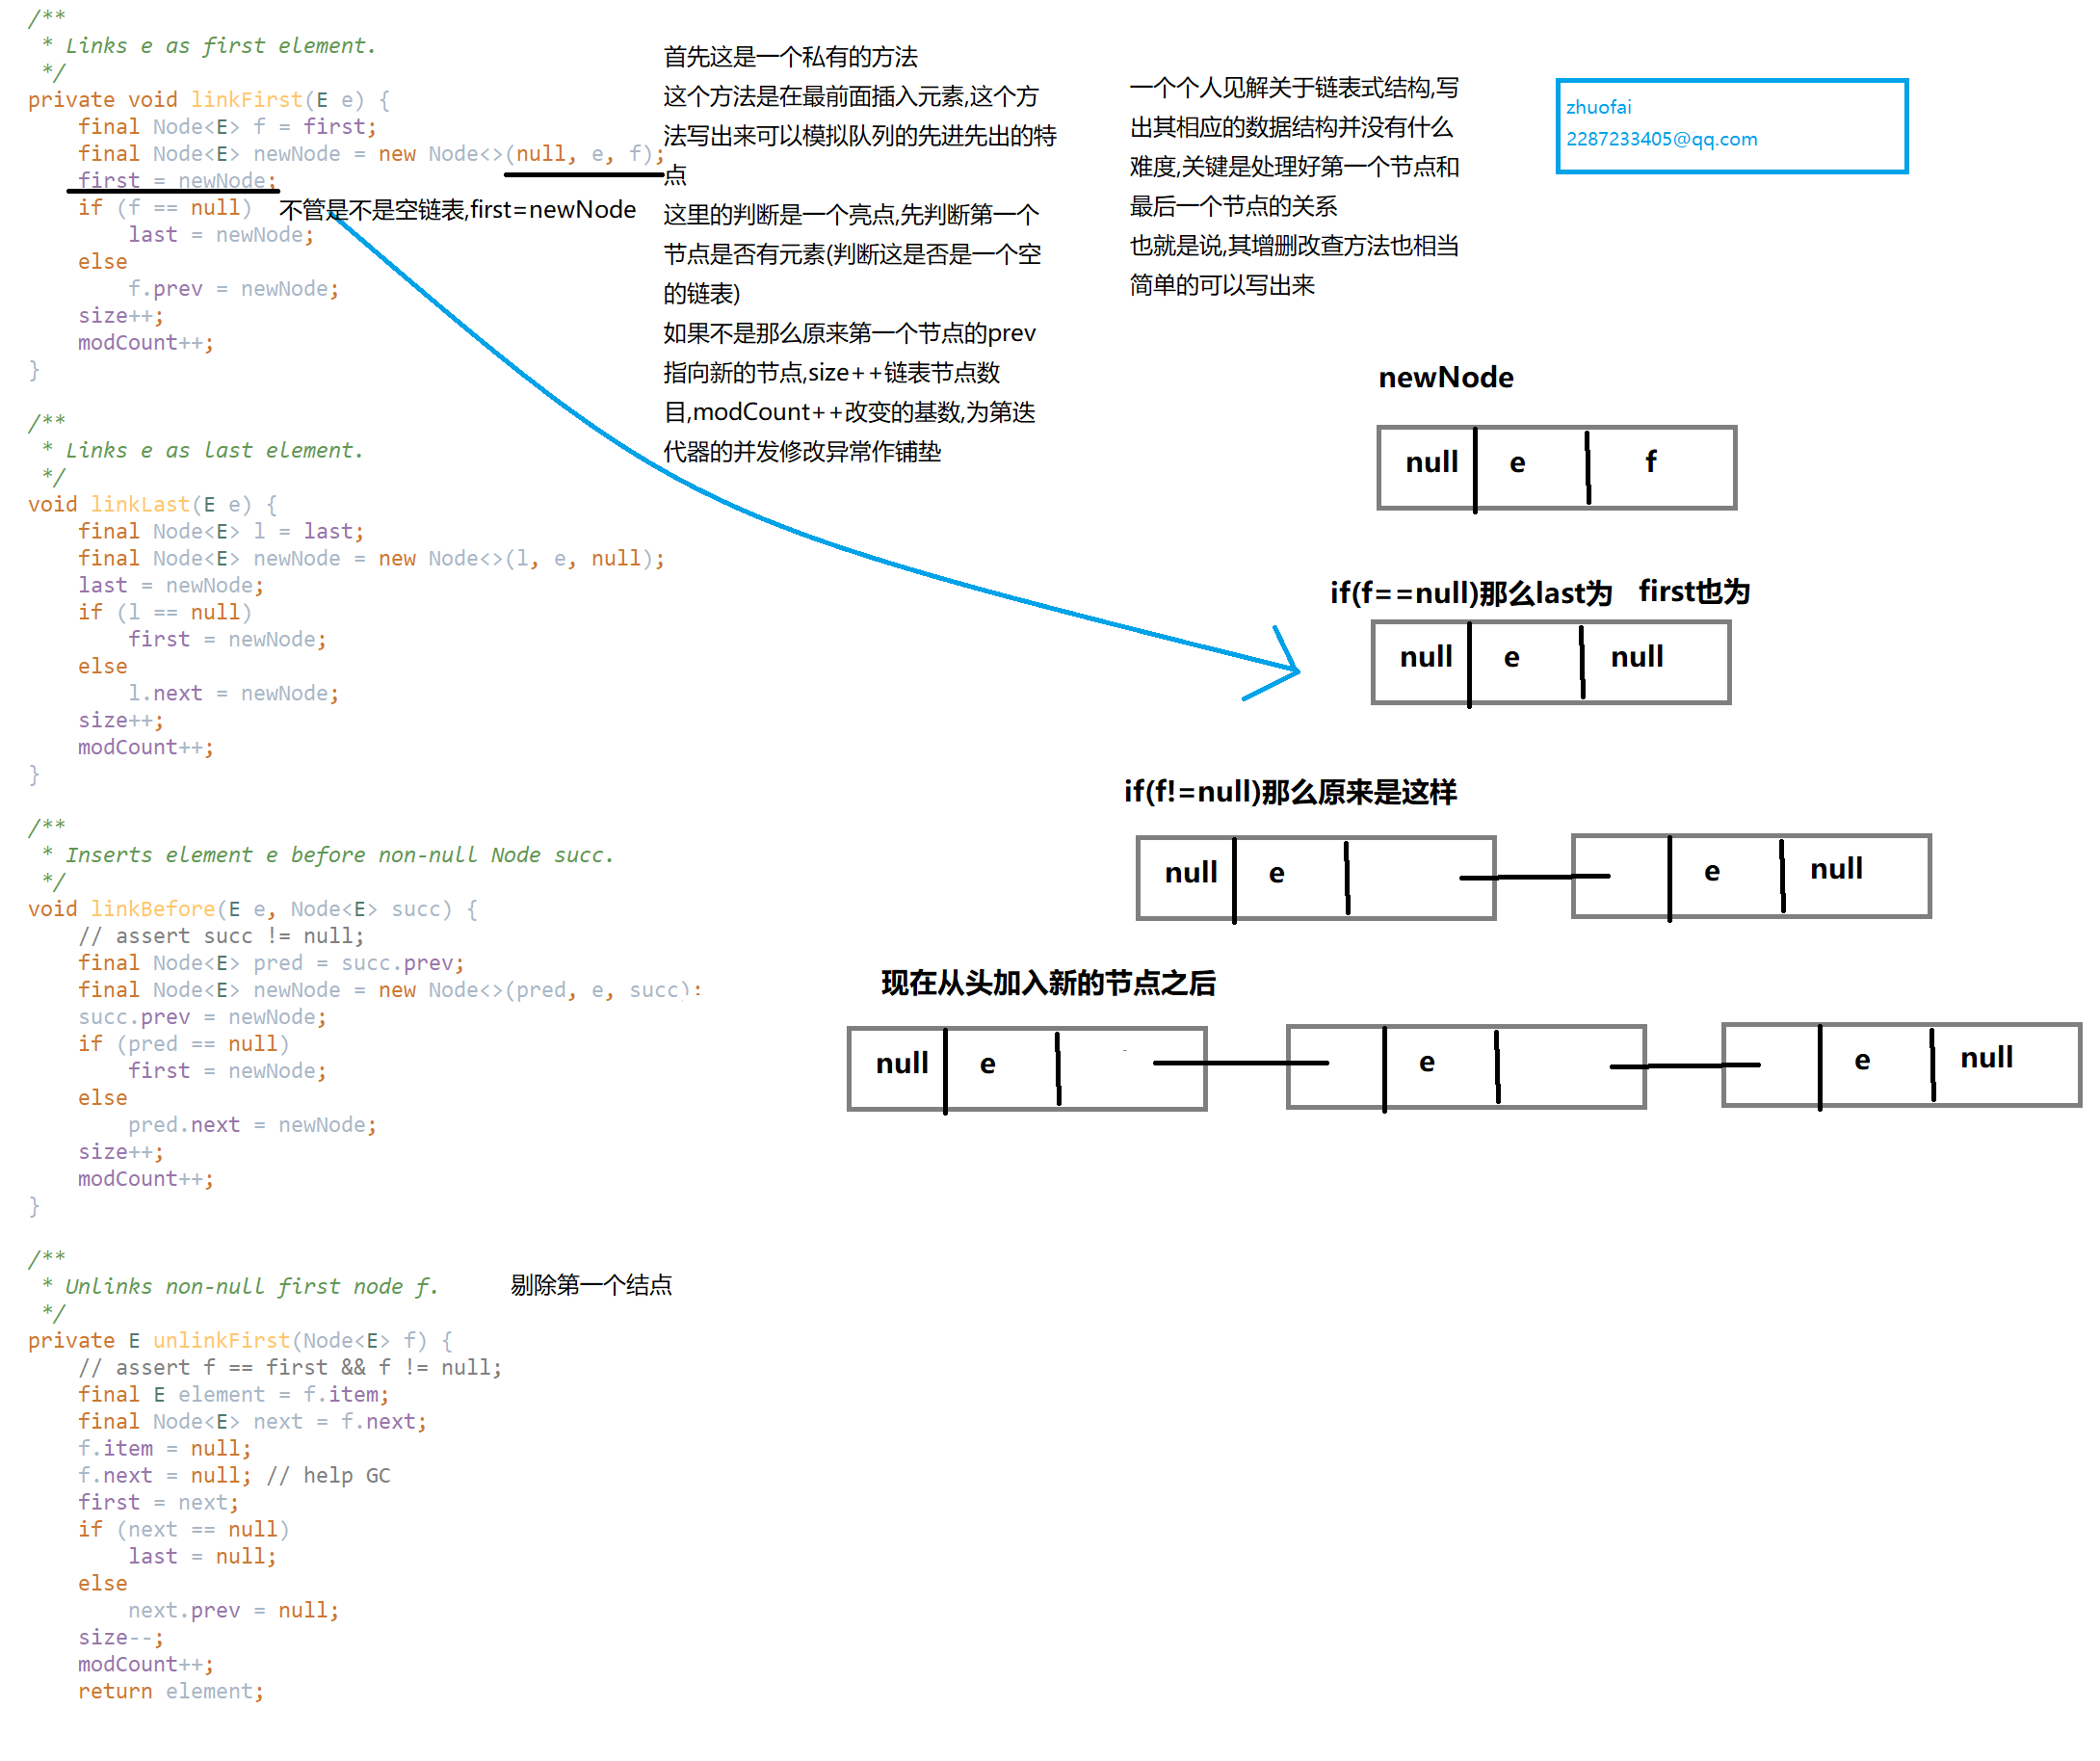 /**
 * Links e as first element.
 */
private void linkFirst(E e) {
    final Node<E> f = first;
    final Node<E> newNode = new Node<>(null, e, f);
    first = newNode;
    if (f == null)
        last = newNode;
    else
        f.prev = newNode;
    size++;
    modCount++;
}
不管是不是空链表,first=newNode
首先这是一个私有的方法
这个方法是在最前面插入元素,这个方
法写出来可以模拟队列的先进先出的特
点
这里的判断是一个亮点,先判断第一个
节点是否有元素(判断这是否是一个空
的链表)
如果不是那么原来第一个节点的prev
指向新的节点,size++链表节点数
目,modCount++改变的基数,为第迭
代器的并发修改异常作铺垫
一个个人见解关于链表式结构,写
出其相应的数据结构并没有什么
难度,关键是处理好第一个节点和
最后一个节点的关系
也就是说,其增删改查方法也相当
简单的可以写出来
zhuofai
2287233405@qq.com
/**
 * Links e as last element.
 */
void linkLast(E e) {
    final Node<E> l = last;
    final Node<E> newNode = new Node<>(l, e, null);
    last = newNode;
    if (l == null)
        first = newNode;
    else
        l.next = newNode;
    size++;
    modCount++;
}
newNode
null e f
if(f==null)那么last为 first也为
null e null
if(f!=null)那么原来是这样
null e e null
现在从头加入新的节点之后
null e e e null
/**
 * Inserts element e before non-null Node succ.
 */
void linkBefore(E e, Node<E> succ) {
    // assert succ != null;
    final Node<E> pred = succ.prev;
    final Node<E> newNode = new Node<>(pred, e, succ);
    succ.prev = newNode;
    if (pred == null)
        first = newNode;
    else
        pred.next = newNode;
    size++;
    modCount++;
}
/**
 * Unlinks non-null first node f.
 */
剔除第一个结点
private E unlinkFirst(Node<E> f) {
    // assert f == first && f != null;
    final E element = f.item;
    final Node<E> next = f.next;
    f.item = null;
    f.next = null; // help GC
    first = next;
    if (next == null)
        last = null;
    else
        next.prev = null;
    size--;
    modCount++;
    return element;